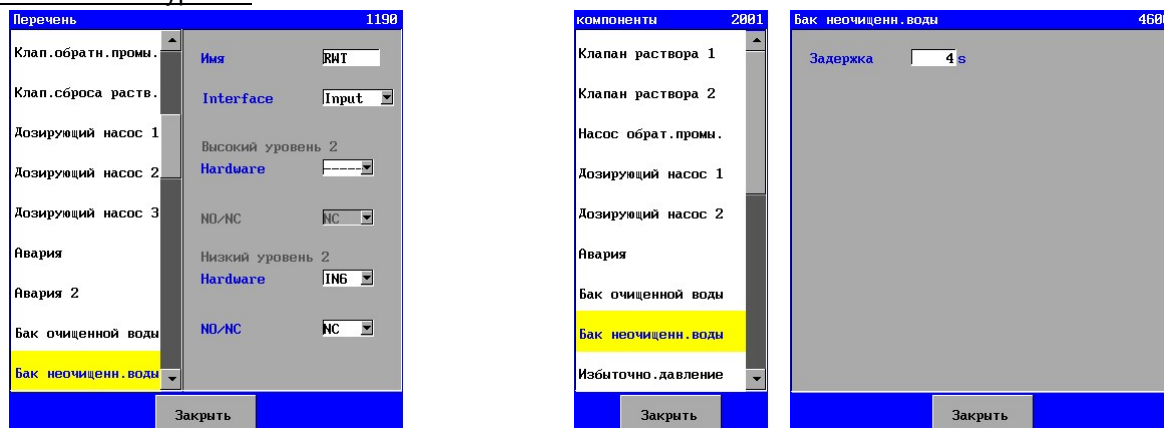 Перечень 1190
Клап.обратн.промы.
Клап.сброса раств.
Дозирующий насос 1
Дозирующий насос 2
Дозирующий насос 3
Авария
Авария 2
Бак очищенной воды
Бак неочищенн.воды
Имя RWT
Interface Input
Высокий уровень 2
Hardware -----
NO/NC NC
Низкий уровень 2
Hardware IN6
NO/NC NC
Закрыть
компоненты 2001
Клапан раствора 1
Клапан раствора 2
Насос обрат.промы.
Дозирующий насос 1
Дозирующий насос 2
Авария
Бак очищенной воды
Бак неочищенн.воды
Избыточно.давление
Закрыть
Бак неочищенн.воды
Задержка 4 s
Закрыть